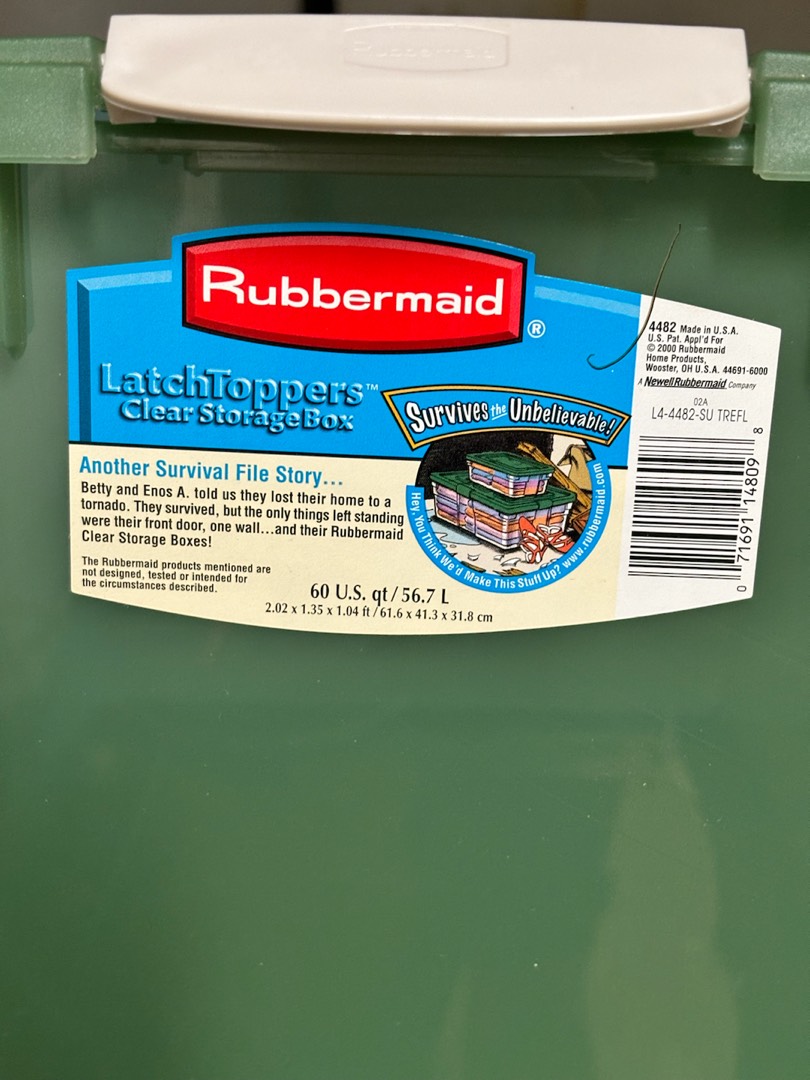 Rubbermaid
Rubbermaid
®
LatchToppers™
Clear StorageBox
Survives the Unbelievable!
Another Survival File Story...
Betty and Enos A. told us they lost their home to a
tornado. They survived, but the only things left standing
were their front door, one wall...and their Rubbermaid
Clear Storage Boxes!
The Rubbermaid products mentioned are
not designed, tested or intended for
the circumstances described.
60 U.S. qt / 56.7 L
2.02 x 1.35 x 1.04 ft / 61.6 x 41.3 x 31.8 cm
Hey, You Think We'd Make This Stuff Up? www.rubbermaid.com
4482 Made in U.S.A.
U.S. Pat. Appl'd For
© 2000 Rubbermaid
Home Products,
Wooster, OH U.S.A. 44691-6000
A NewellRubbermaid Company
02A
L4-4482-SU TREFL
0 71691 14809 8